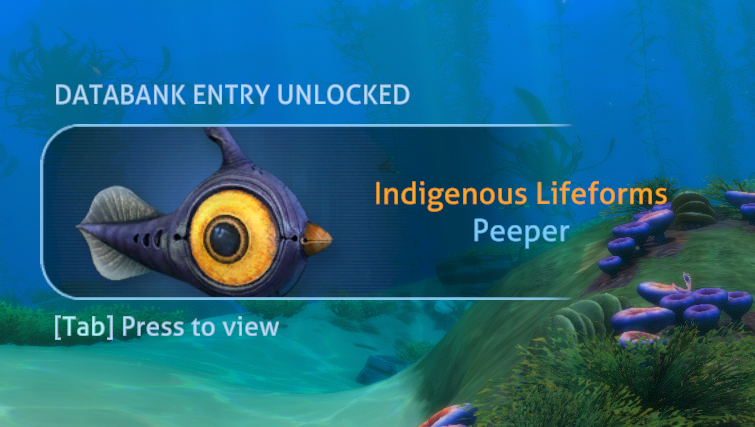 DATABANK ENTRY UNLOCKED
Indigenous Lifeforms
Peeper
[Tab] Press to view